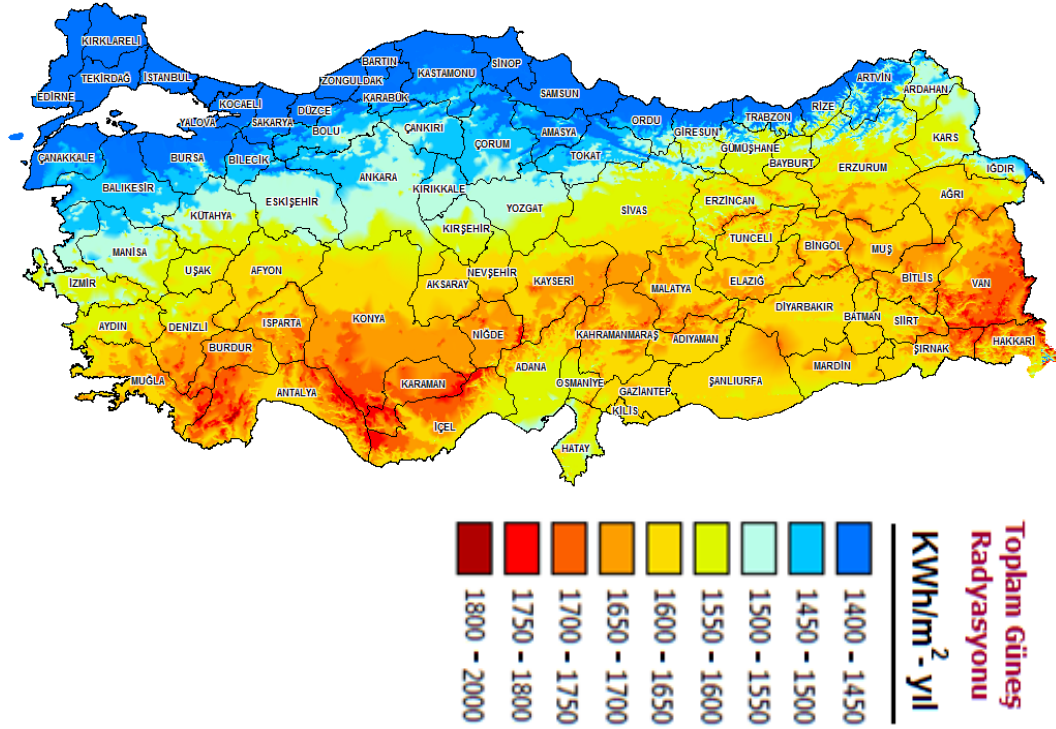 KIRKLARELİ
TEKİRDAĞ
İSTANBUL
EDİRNE
KOCAELİ
YALOVA
SAKARYA
DÜZCE
ZONGULDAK
BARTIN
KARABÜK
KASTAMONU
SİNOP
SAMSUN
BOLU
ÇANKIRI
ÇORUM
AMASYA
TOKAT
ORDU
GİRESUN
TRABZON
RİZE
ARTVİN
ARDAHAN
KARS
IĞDIR
GÜMÜŞHANE
BAYBURT
ERZURUM
AĞRI
ÇANAKKALE
BURSA
BİLECİK
BALIKEŞİR
KÜTAHYA
ESKİŞEHİR
ANKARA
KIRIKKALE
KIRŞEHİR
YOZGAT
SİVAS
ERZİNCAN
TUNCELİ
BİNGÖL
MUŞ
BİTLİS
VAN
MANİSA
İZMİR
UŞAK
AFYON
AKSARAY
NEVŞEHİR
KAYSERİ
MALATYA
ELAZIĞ
DİYARBAKIR
BATMAN
SİİRT
ŞIRNAK
HAKKARİ
AYDIN
DENİZLİ
ISPARTA
BURDUR
KONYA
NİĞDE
KAHRAMANMARAŞ
ADIYAMAN
MARDİN
MUĞLA
ANTALYA
KARAMAN
İÇEL
ADANA
OSMANİYE
GAZİANTEP
KİLİS
ŞANLIURFA
HATAY
Toplam Güneş
Radyasyonu
KWh/m² - yıl
1400 - 1450
1450 - 1500
1500 - 1550
1550 - 1600
1600 - 1650
1650 - 1700
1700 - 1750
1750 - 1800
1800 - 2000